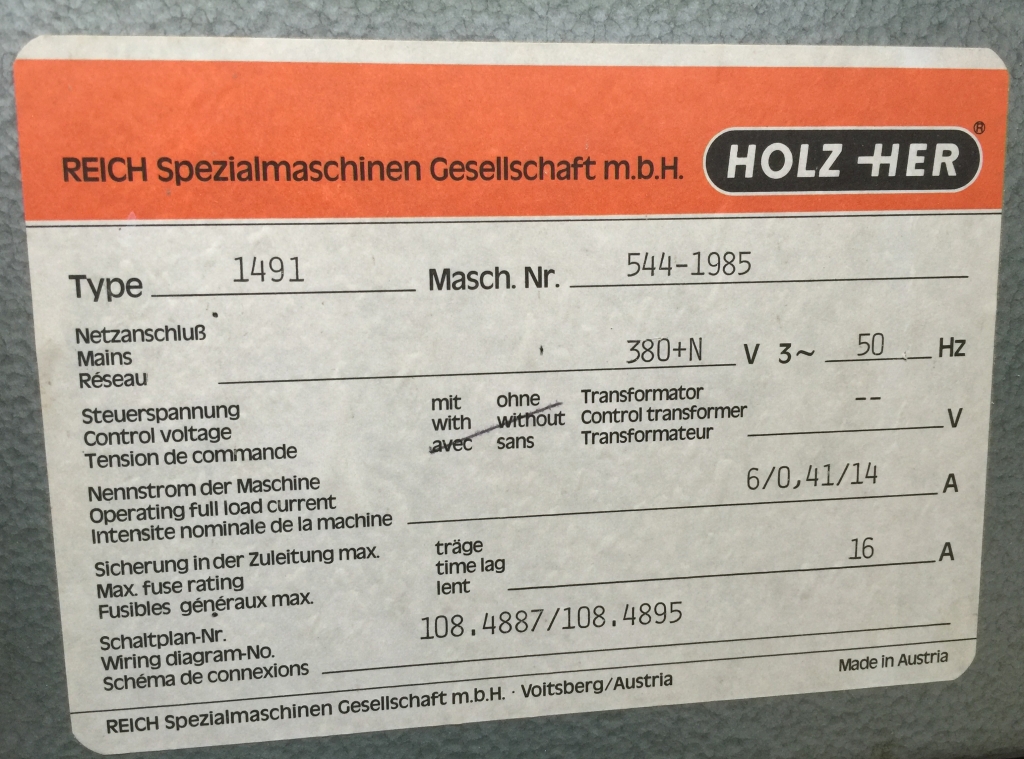 REICH Spezialmaschinen Gesellschaft m.b.H. HOLZ-HER®
Type 1491 Masch. Nr. 544-1985
Netzanschluß
Mains 380+N V 3~ 50 Hz
Réseau
Steuerspannung mit ohne Transformator --
Control voltage with without Control transformer V
Tension de commande avec sans Transformateur
Nennstrom der Maschine 6/0,41/14
Operating full load current A
Intensite nominale de la machine
Sicherung in der Zuleitung max. träge 16
Max. fuse rating time lag A
Fusibles généraux max. lent
Schaltplan-Nr. 108.4887/108.4895
Wiring diagram-No.
Schéma de connexions
REICH Spezialmaschinen Gesellschaft m.b.H. · Voitsberg/Austria Made in Austria